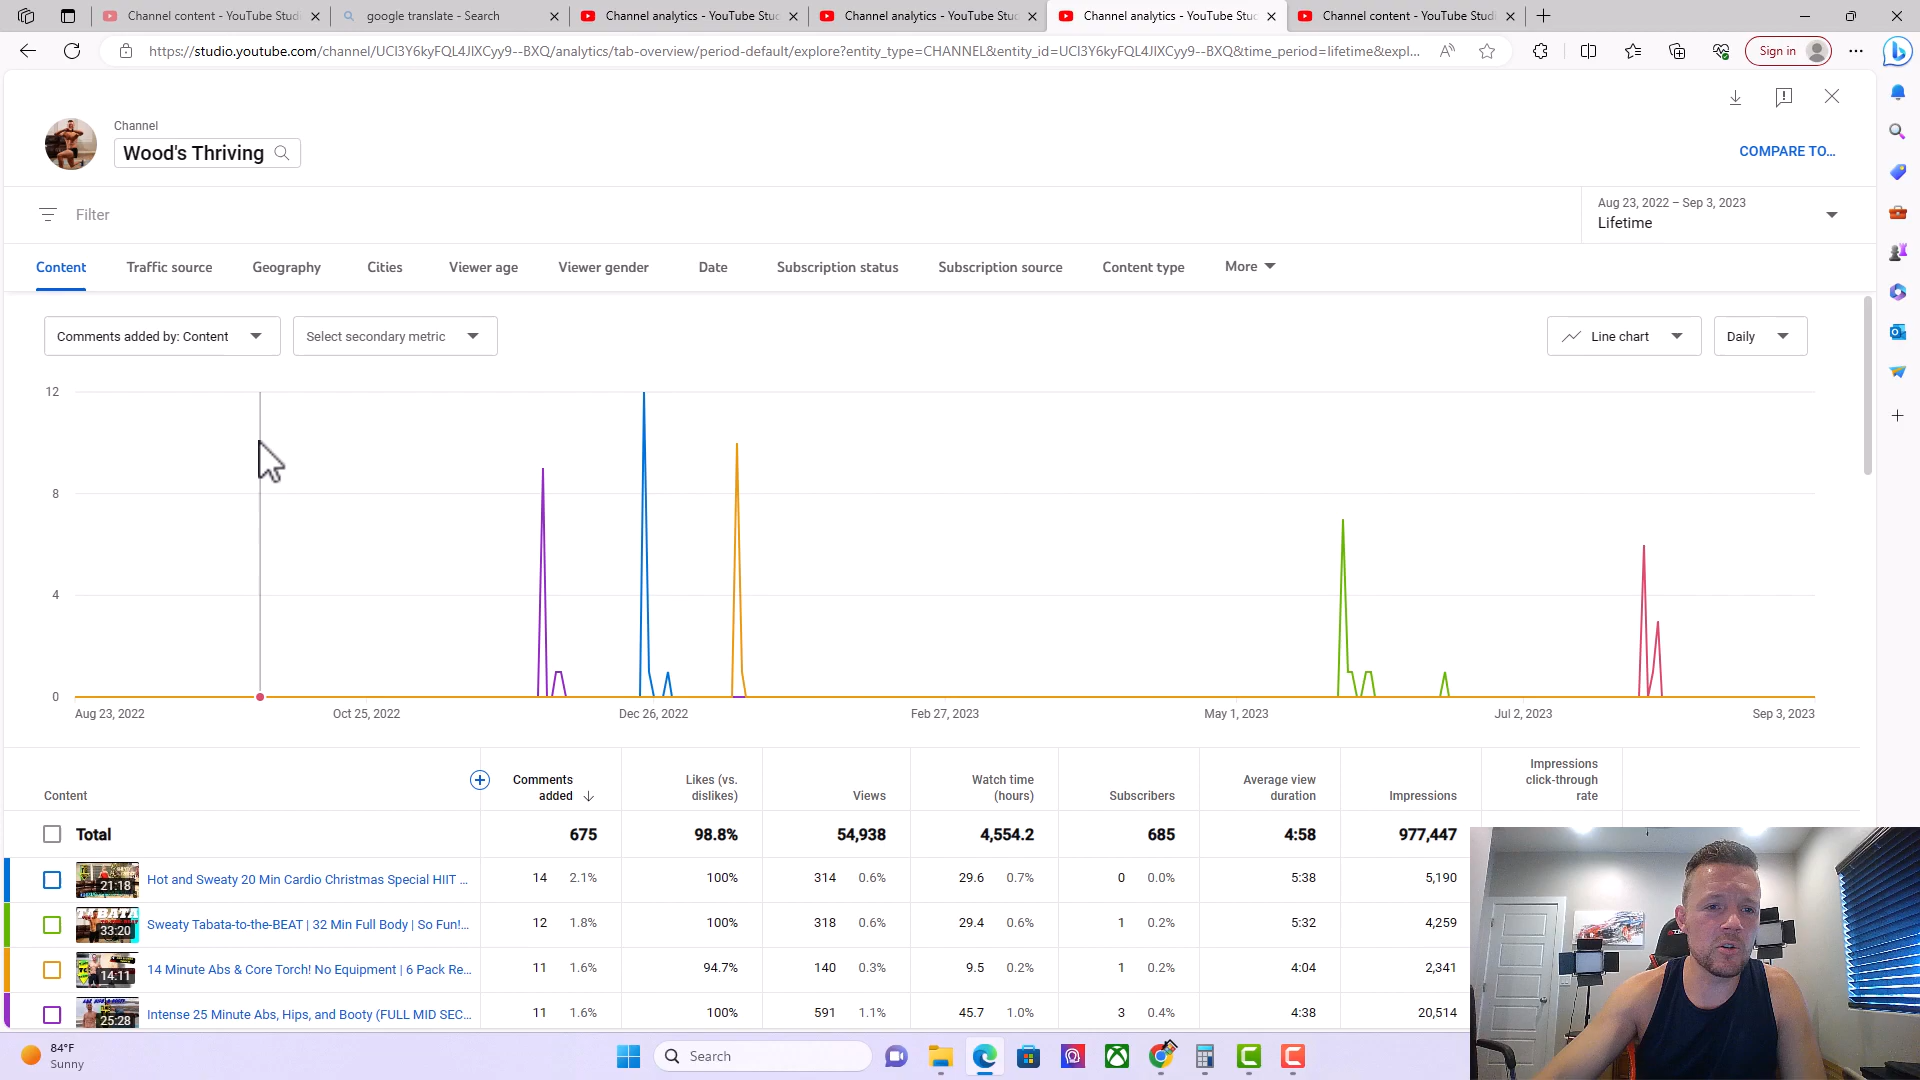 Channel content - YouTube Studi
google translate - Search
Channel analytics - YouTube Stuc
Channel analytics - YouTube Stuc
Channel analytics - YouTube Stuc
Channel content - YouTube Studi
https://studio.youtube.com/channel/UCI3Y6kyFQL4JIXCyy9--BXQ/analytics/tab-overview/period-default/explore?entity_type=CHANNEL&entity_id=UCI3Y6kyFQL4JIXCyy9--BXQ&time_period=lifetime&expl...
Sign in
Channel
Wood's Thriving
COMPARE TO...
Filter
Aug 23, 2022 – Sep 3, 2023
Lifetime
Content Traffic source Geography Cities Viewer age Viewer gender Date Subscription status Subscription source Content type More
Comments added by: Content
Select secondary metric
Line chart
Daily
12
8
4
0
Aug 23, 2022 Oct 25, 2022 Dec 26, 2022 Feb 27, 2023 May 1, 2023 Jul 2, 2023 Sep 3, 2023
Content
Comments added
Likes (vs. dislikes)
Views
Watch time (hours)
Subscribers
Average view duration
Impressions
Impressions click-through rate
Total 675 98.8% 54,938 4,554.2 685 4:58 977,447
21:18 Hot and Sweaty 20 Min Cardio Christmas Special HIIT ... 14 2.1% 100% 314 0.6% 29.6 0.7% 0 0.0% 5:38 5,190
33:20 Sweaty Tabata-to-the-BEAT | 32 Min Full Body | So Fun!... 12 1.8% 100% 318 0.6% 29.4 0.6% 1 0.2% 5:32 4,259
14:11 14 Minute Abs & Core Torch! No Equipment | 6 Pack Re... 11 1.6% 94.7% 140 0.3% 9.5 0.2% 1 0.2% 4:04 2,341
25:28 Intense 25 Minute Abs, Hips, and Booty (FULL MID SEC... 11 1.6% 100% 591 1.1% 45.7 1.0% 3 0.4% 4:38 20,514
84°F
Sunny
Search